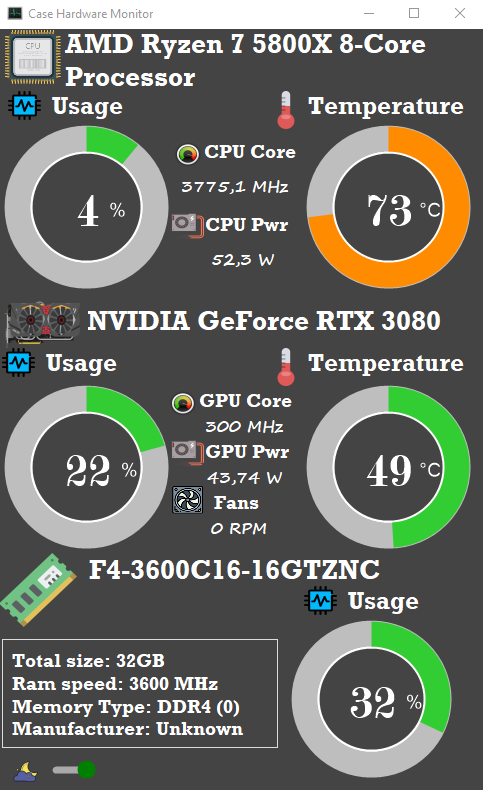 Case Hardware Monitor
CPU
AMD Ryzen 7 5800X 8-Core
Processor
Usage
Temperature
4 %
CPU Core
3775,1 MHz
CPU Pwr
52,3 W
73 °C
NVIDIA GeForce RTX 3080
Usage
Temperature
22 %
GPU Core
300 MHz
GPU Pwr
43,74 W
Fans
0 RPM
49 °C
F4-3600C16-16GTZNC
Usage
Total size: 32GB
Ram speed: 3600 MHz
Memory Type: DDR4 (0)
Manufacturer: Unknown
32 %